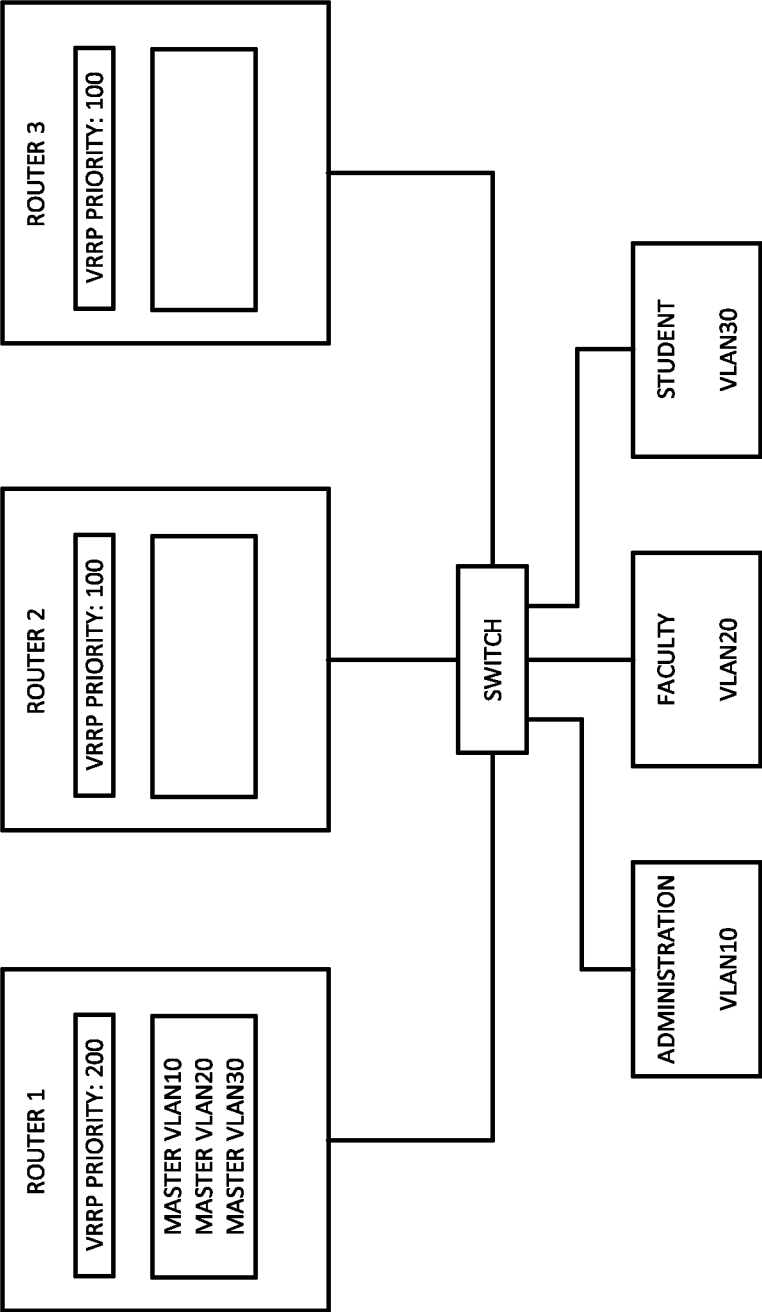 ROUTER 1
VRRP PRIORITY: 200
MASTER VLAN10
MASTER VLAN20
MASTER VLAN30
ROUTER 2
VRRP PRIORITY: 100
ROUTER 3
VRRP PRIORITY: 100
SWITCH
ADMINISTRATION
VLAN10
FACULTY
VLAN20
STUDENT
VLAN30